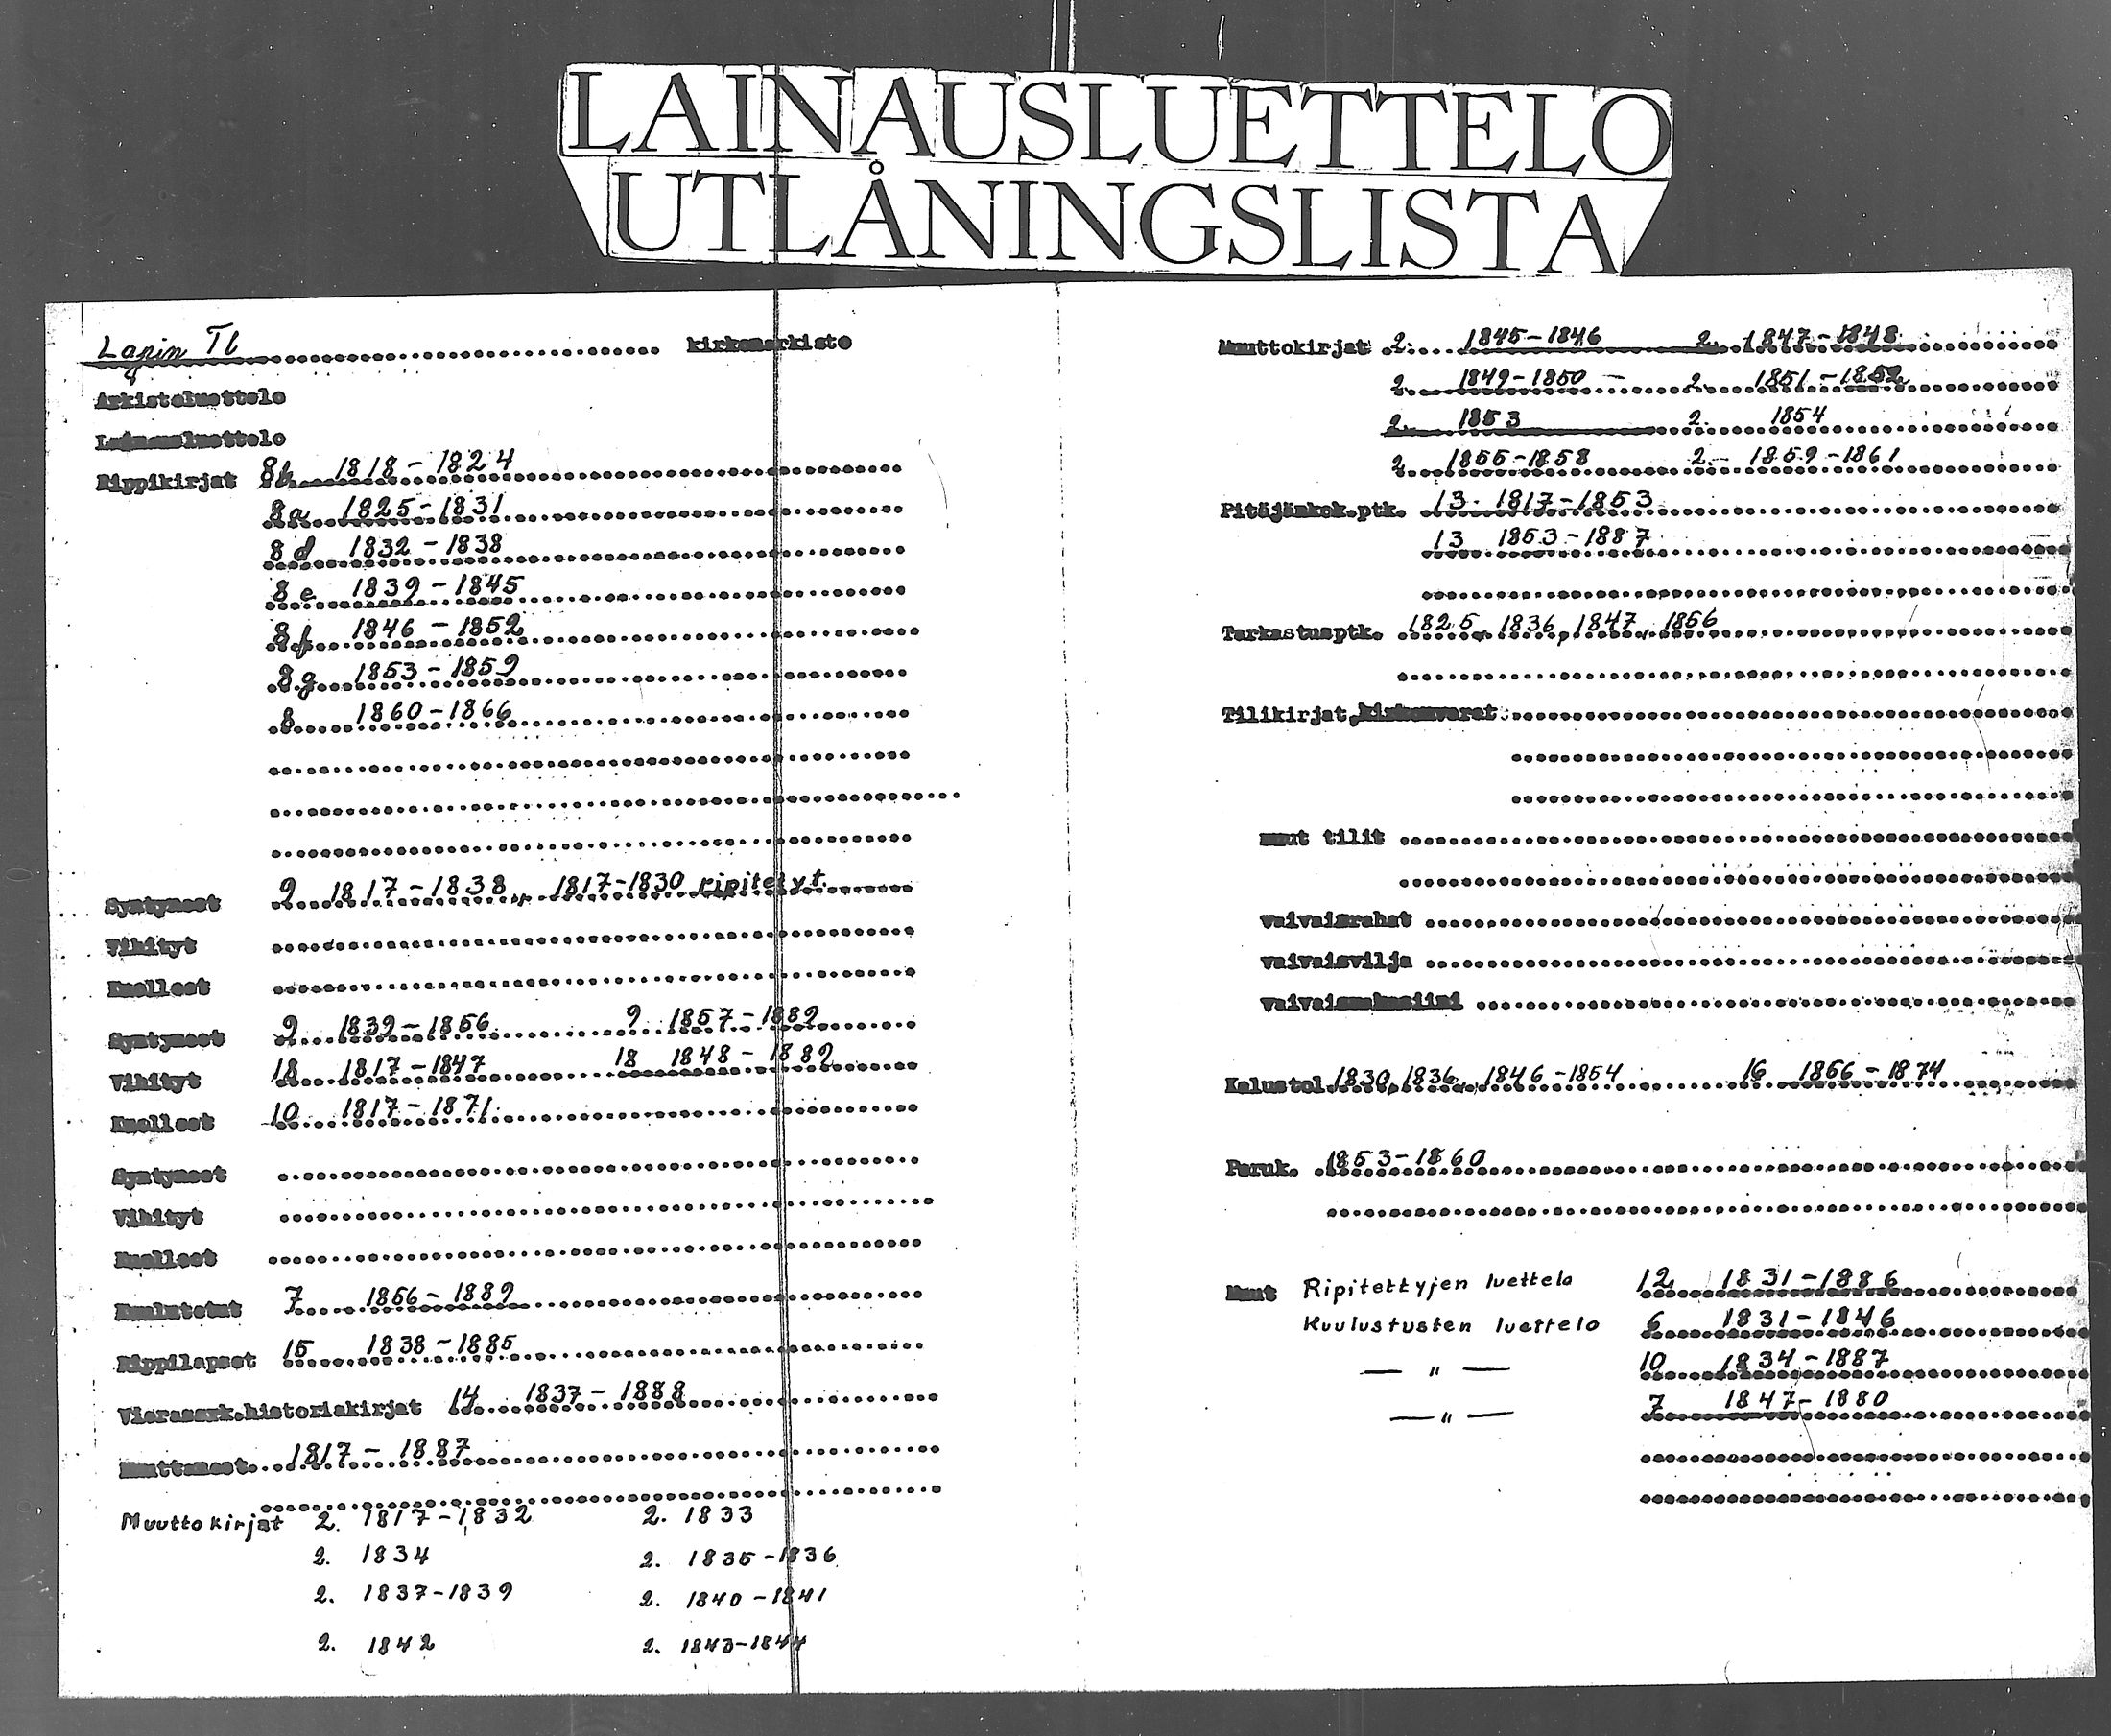 LAINAUSLUETTELO
UTLÅNINGSLISTA
Lapin Tl kirkonarkisto
Arkistoluettelo
Lainausluettelo
Rippikirjat 8b 1818-1824
8a 1825-1831
8d 1832-1838
8e 1839-1845
8f 1846-1852
8g 1853-1859
8 1860-1866
Syntyneet 9 1817-1838, 1817-1830 ripitetyt
Vihityt
Kuolleet
Syntyneet 9 1839-1856 9 1857-1889
Vihityt 18 1817-1847 18 1848-1889
Kuolleet 10 1817-1871
Syntyneet
Vihityt
Kuolleet
Kuulutetut 7 1856-1889
Rippilapset 15 1838-1885
Vierassrk.historiakirjat 14 1837-1888
Muuttaneet 1817-1887
Muuttokirjat 2. 1817-1832 2. 1833
2. 1834 2. 1835-1836
2. 1837-1839 2. 1840-1841
2. 1842 2. 1843-1844
Muuttokirjat 2. 1845-1846 2. 1847-1848
2. 1849-1850 - 2. 1851-1852
2. 1853 2. 1854
2 1855-1858 2.- 1859-1861
Pitäjänkok.ptk. 13. 1817-1853
13 1853-1887
Tarkastusptk. 1825, 1836, 1847, 1856
Tilikirjat, kirkonvarat
muut tilit
vaivaisrahat
vaivaisvilja
vaivaismakasiini
Kalustol. 1830, 1836, 1846-1854 16 1856-1874
Peruk. 1853-1860
Muut Ripitettyjen luettelo 12 1831-1886
Kuulustusten luettelo 6 1831-1846
— " — 10 1834-1887
— " — 7 1847-1880